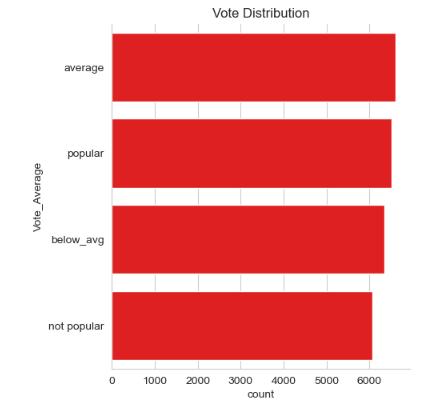 Vote Distribution
Vote_Average
average
popular
below_avg
not popular
0 1000 2000 3000 4000 5000 6000
count